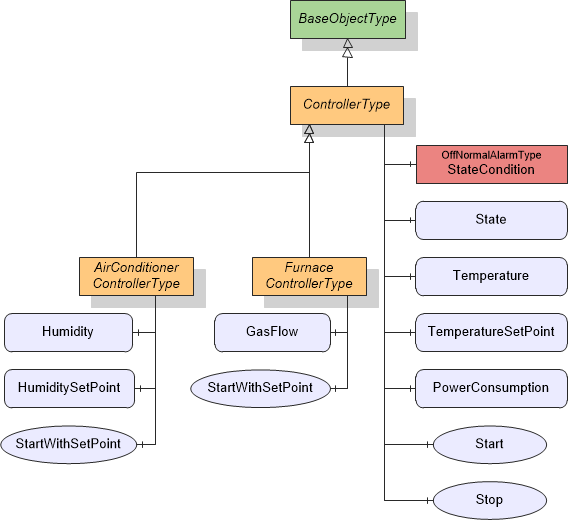 BaseObjectType
ControllerType
OffNormalAlarmType
StateCondition
State
AirConditioner
ControllerType
Furnace
ControllerType
Temperature
Humidity
GasFlow
TemperatureSetPoint
HumiditySetPoint
StartWithSetPoint
PowerConsumption
StartWithSetPoint
Start
Stop